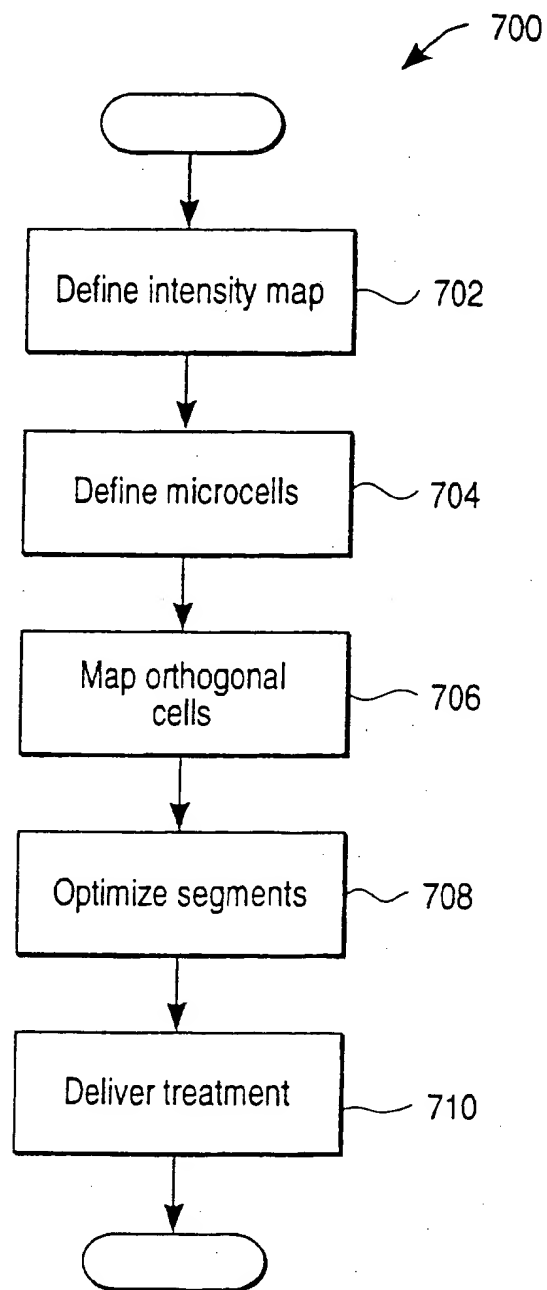 700
Define intensity map
702
Define microcells
704
Map orthogonal
cells
706
Optimize segments
708
Deliver treatment
710